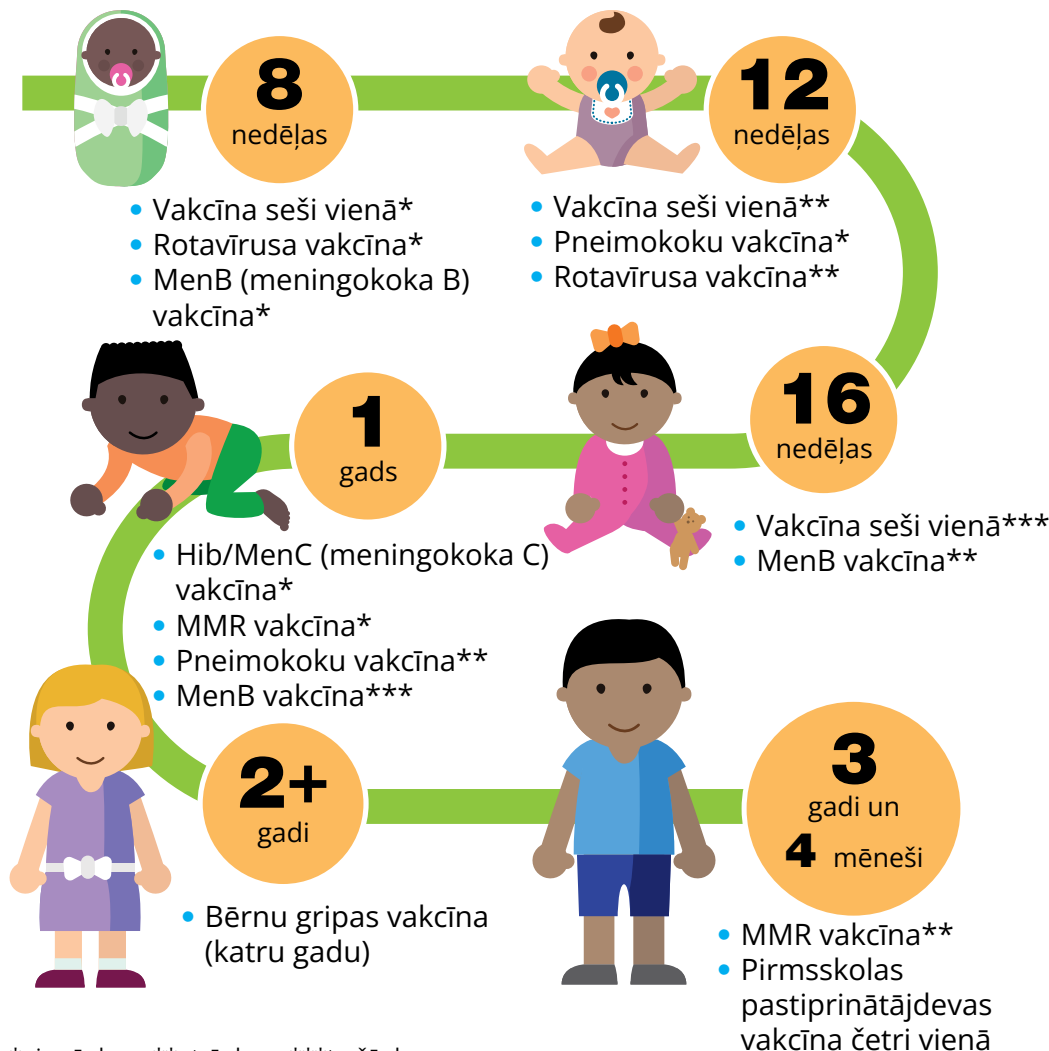 8
nedēļas
• Vakcīna seši vienā*
• Rotavīrusa vakcīna*
• MenB (meningokoka B)
vakcīna*
12
nedēļas
• Vakcīna seši vienā**
• Pneimokoku vakcīna*
• Rotavīrusa vakcīna**
16
nedēļas
• Vakcīna seši vienā***
• MenB vakcīna**
1
gads
• Hib/MenC (meningokoka C)
vakcīna*
• MMR vakcīna*
• Pneimokoku vakcīna**
• MenB vakcīna***
2+
gadi
• Bērnu gripas vakcīna
(katru gadu)
3
gadi un
4 mēneši
• MMR vakcīna**
• Pirmsskolas
pastiprinātājdevas
vakcīna četri vienā